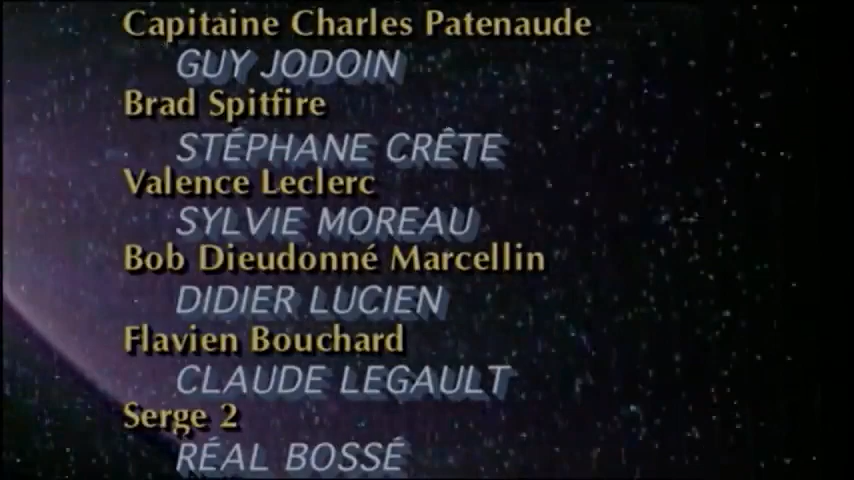 Capitaine Charles Patenaude
GUY JODOIN
Brad Spitfire
STÉPHANE CRÊTE
Valence Leclerc
SYLVIE MOREAU
Bob Dieudonné Marcellin
DIDIER LUCIEN
Flavien Bouchard
CLAUDE LEGAULT
Serge 2
RÉAL BOSSÉ